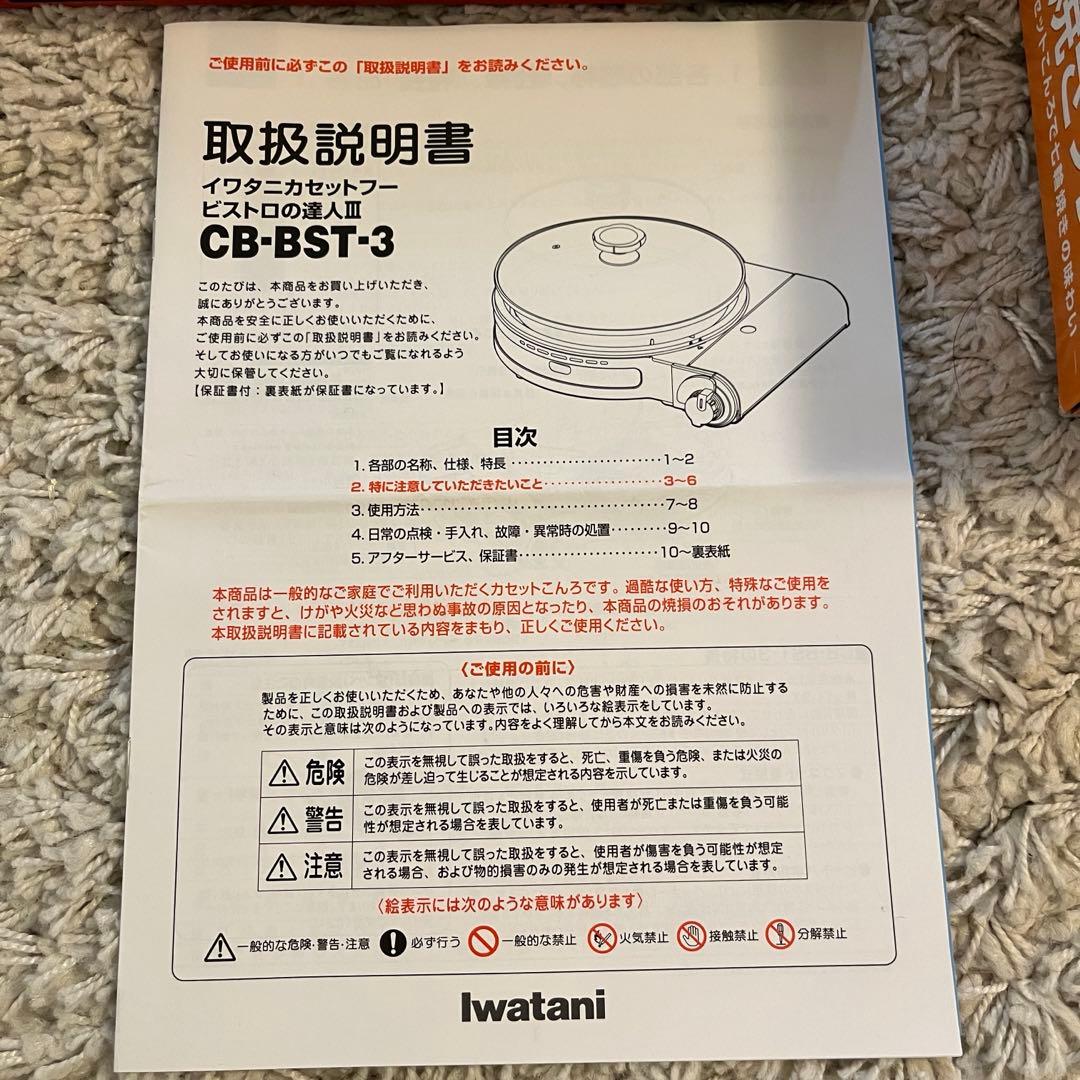 ご使用前に必ずこの「取扱説明書」をお読みください。
取扱説明書
イワタニカセットフー
ビストロの達人Ⅲ
CB-BST-3
このたびは、本商品をお買い上げいただき、
誠にありがとうございます。
本商品を安全に正しくお使いいただくために、
ご使用前に必ずこの「取扱説明書」をお読みください。
そしてお使いになる方がいつでもご覧になれるよう
大切に保管してください。
【保証書付：裏表紙が保証書になっています。】
目次
1. 各部の名称、仕様、特長 ························ 1～2
2. 特に注意していただきたいこと··················· 3～6
3. 使用方法······································· 7～8
4. 日常の点検・手入れ、故障・異常時の処置········· 9～10
5. アフターサービス、保証書······················ 10～裏表紙
本商品は一般的なご家庭でご利用いただくカセットこんろです。過酷な使い方、特殊なご使用を
されますと、けがや火災など思わぬ事故の原因となったり、本商品の焼損のおそれがあります。
本取扱説明書に記載されている内容をまもり、正しくご使用ください。
〈ご使用の前に〉
製品を正しくお使いいただくため、あなたや他の人々への危害や財産への損害を未然に防止する
ために、この取扱説明書および製品への表示では、いろいろな絵表示をしています。
その表示と意味は次のようになっています。内容をよく理解してから本文をお読みください。
危険
この表示を無視して誤った取扱をすると、死亡、重傷を負う危険、または火災の
危険が差し迫って生じることが想定される内容を示しています。
警告
この表示を無視して誤った取扱をすると、使用者が死亡または重傷を負う可能
性が想定される場合を表しています。
注意
この表示を無視して誤った取扱をすると、使用者が傷害を負う可能性が想定
される場合、および物的損害のみの発生が想定される場合を表しています。
〈絵表示には次のような意味があります〉
一般的な危険・警告・注意 必ず行う 一般的な禁止 火気禁止 接触禁止 分解禁止
Iwatani